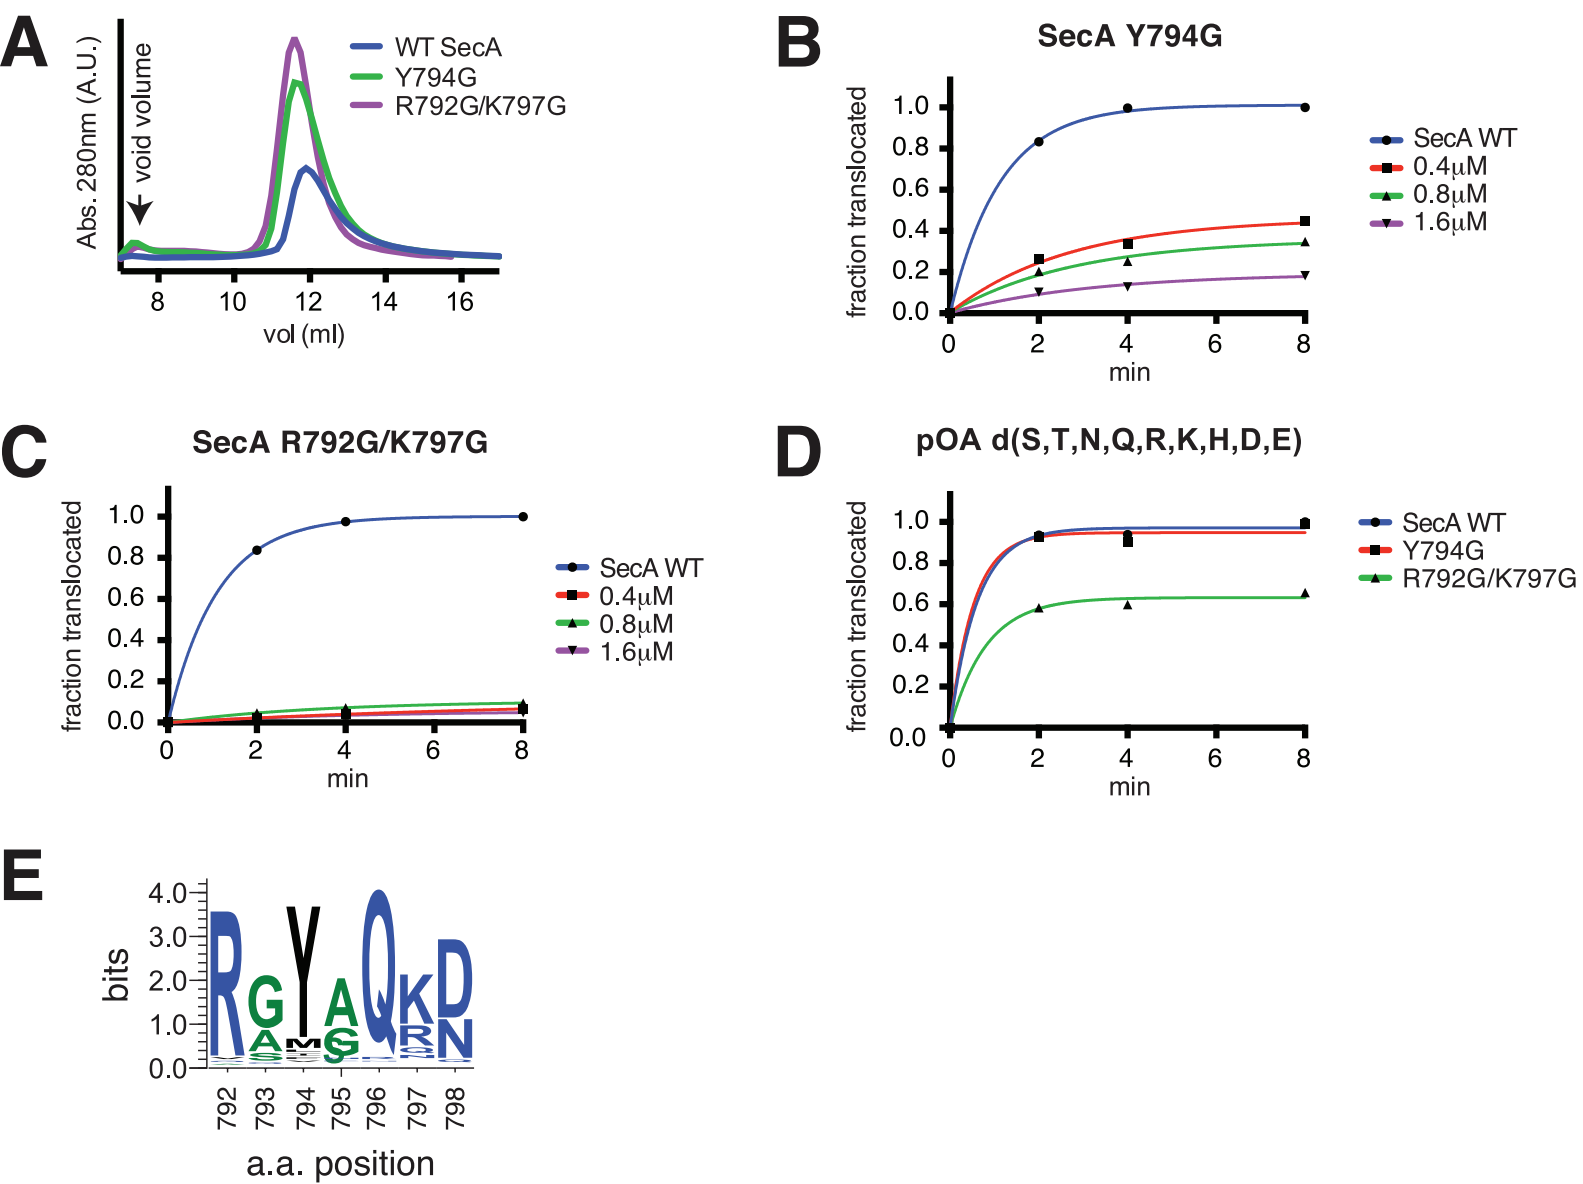 A
Abs. 280nm (A.U.)
void volume
WT SecA
Y794G
R792G/K797G
8 10 12 14 16
vol (ml)
B
SecA Y794G
fraction translocated
1.0
0.8
0.6
0.4
0.2
0.0
0 2 4 6 8
min
SecA WT
0.4μM
0.8μM
1.6μM
C
SecA R792G/K797G
fraction translocated
1.0
0.8
0.6
0.4
0.2
0.0
0 2 4 6 8
min
SecA WT
0.4μM
0.8μM
1.6μM
D
pOA d(S,T,N,Q,R,K,H,D,E)
fraction translocated
1.0
0.8
0.6
0.4
0.2
0.0
0 2 4 6 8
min
SecA WT
Y794G
R792G/K797G
E
bits
4.0
3.0
2.0
1.0
0.0
R G Y A Q K D
A M S G R N
S Q N
792 793 794 795 796 797 798
a.a. position